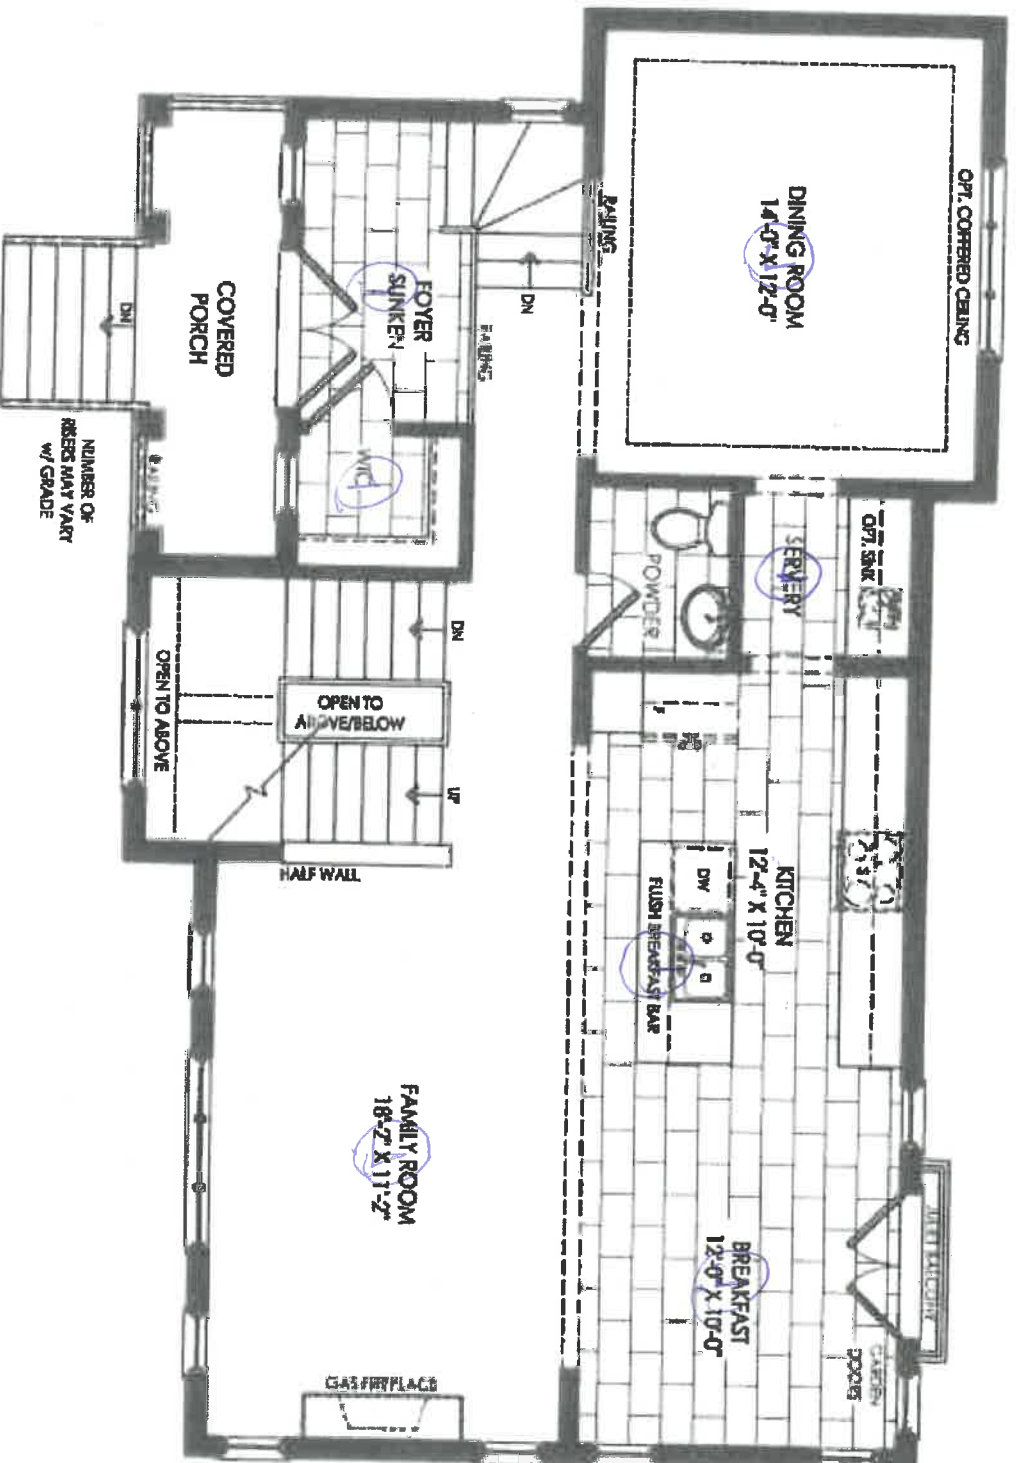 OPT. COFFERED CEILING
DINING ROOM
14'-0" X 12'-0"
RAILING
DN
FOYER
SUNKEN
RAILING
COVERED
PORCH
DN
NUMBER OF
RISERS MAY VARY
W/ GRADE
RAILING
WIC
OPT. SINK
SERVERY
POWDER
DN
OPEN TO
ABOVE/BELOW
OPEN TO ABOVE
UP
HALF WALL
F
KITCHEN
12'-4" X 10'-0"
DW
FLUSH BREAKFAST BAR
FAMILY ROOM
18'-2" X 11'-2"
BREAKFAST
12'-0" X 10'-0"
JULIET BALCONY
GARDEN
DOORS
GAS FIREPLACE